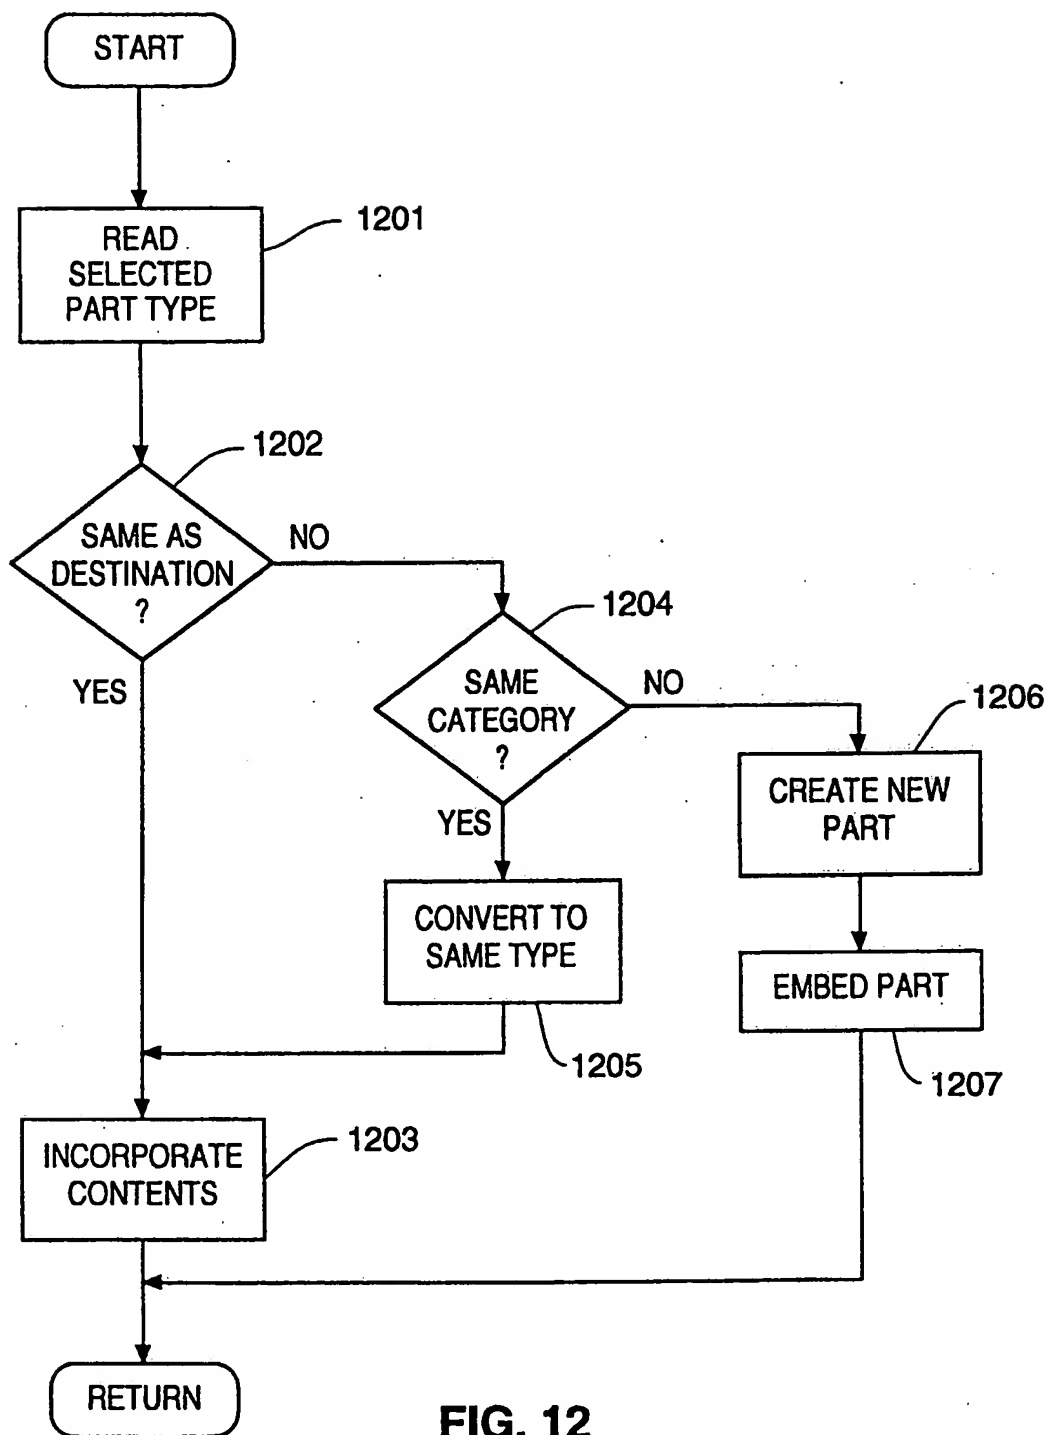 START
READ
SELECTED
PART TYPE
1201
1202
SAME AS
DESTINATION
?
NO
YES
1204
SAME
CATEGORY
?
NO
YES
1206
CREATE NEW
PART
CONVERT TO
SAME TYPE
1205
EMBED PART
1207
INCORPORATE
CONTENTS
1203
RETURN
FIG. 12